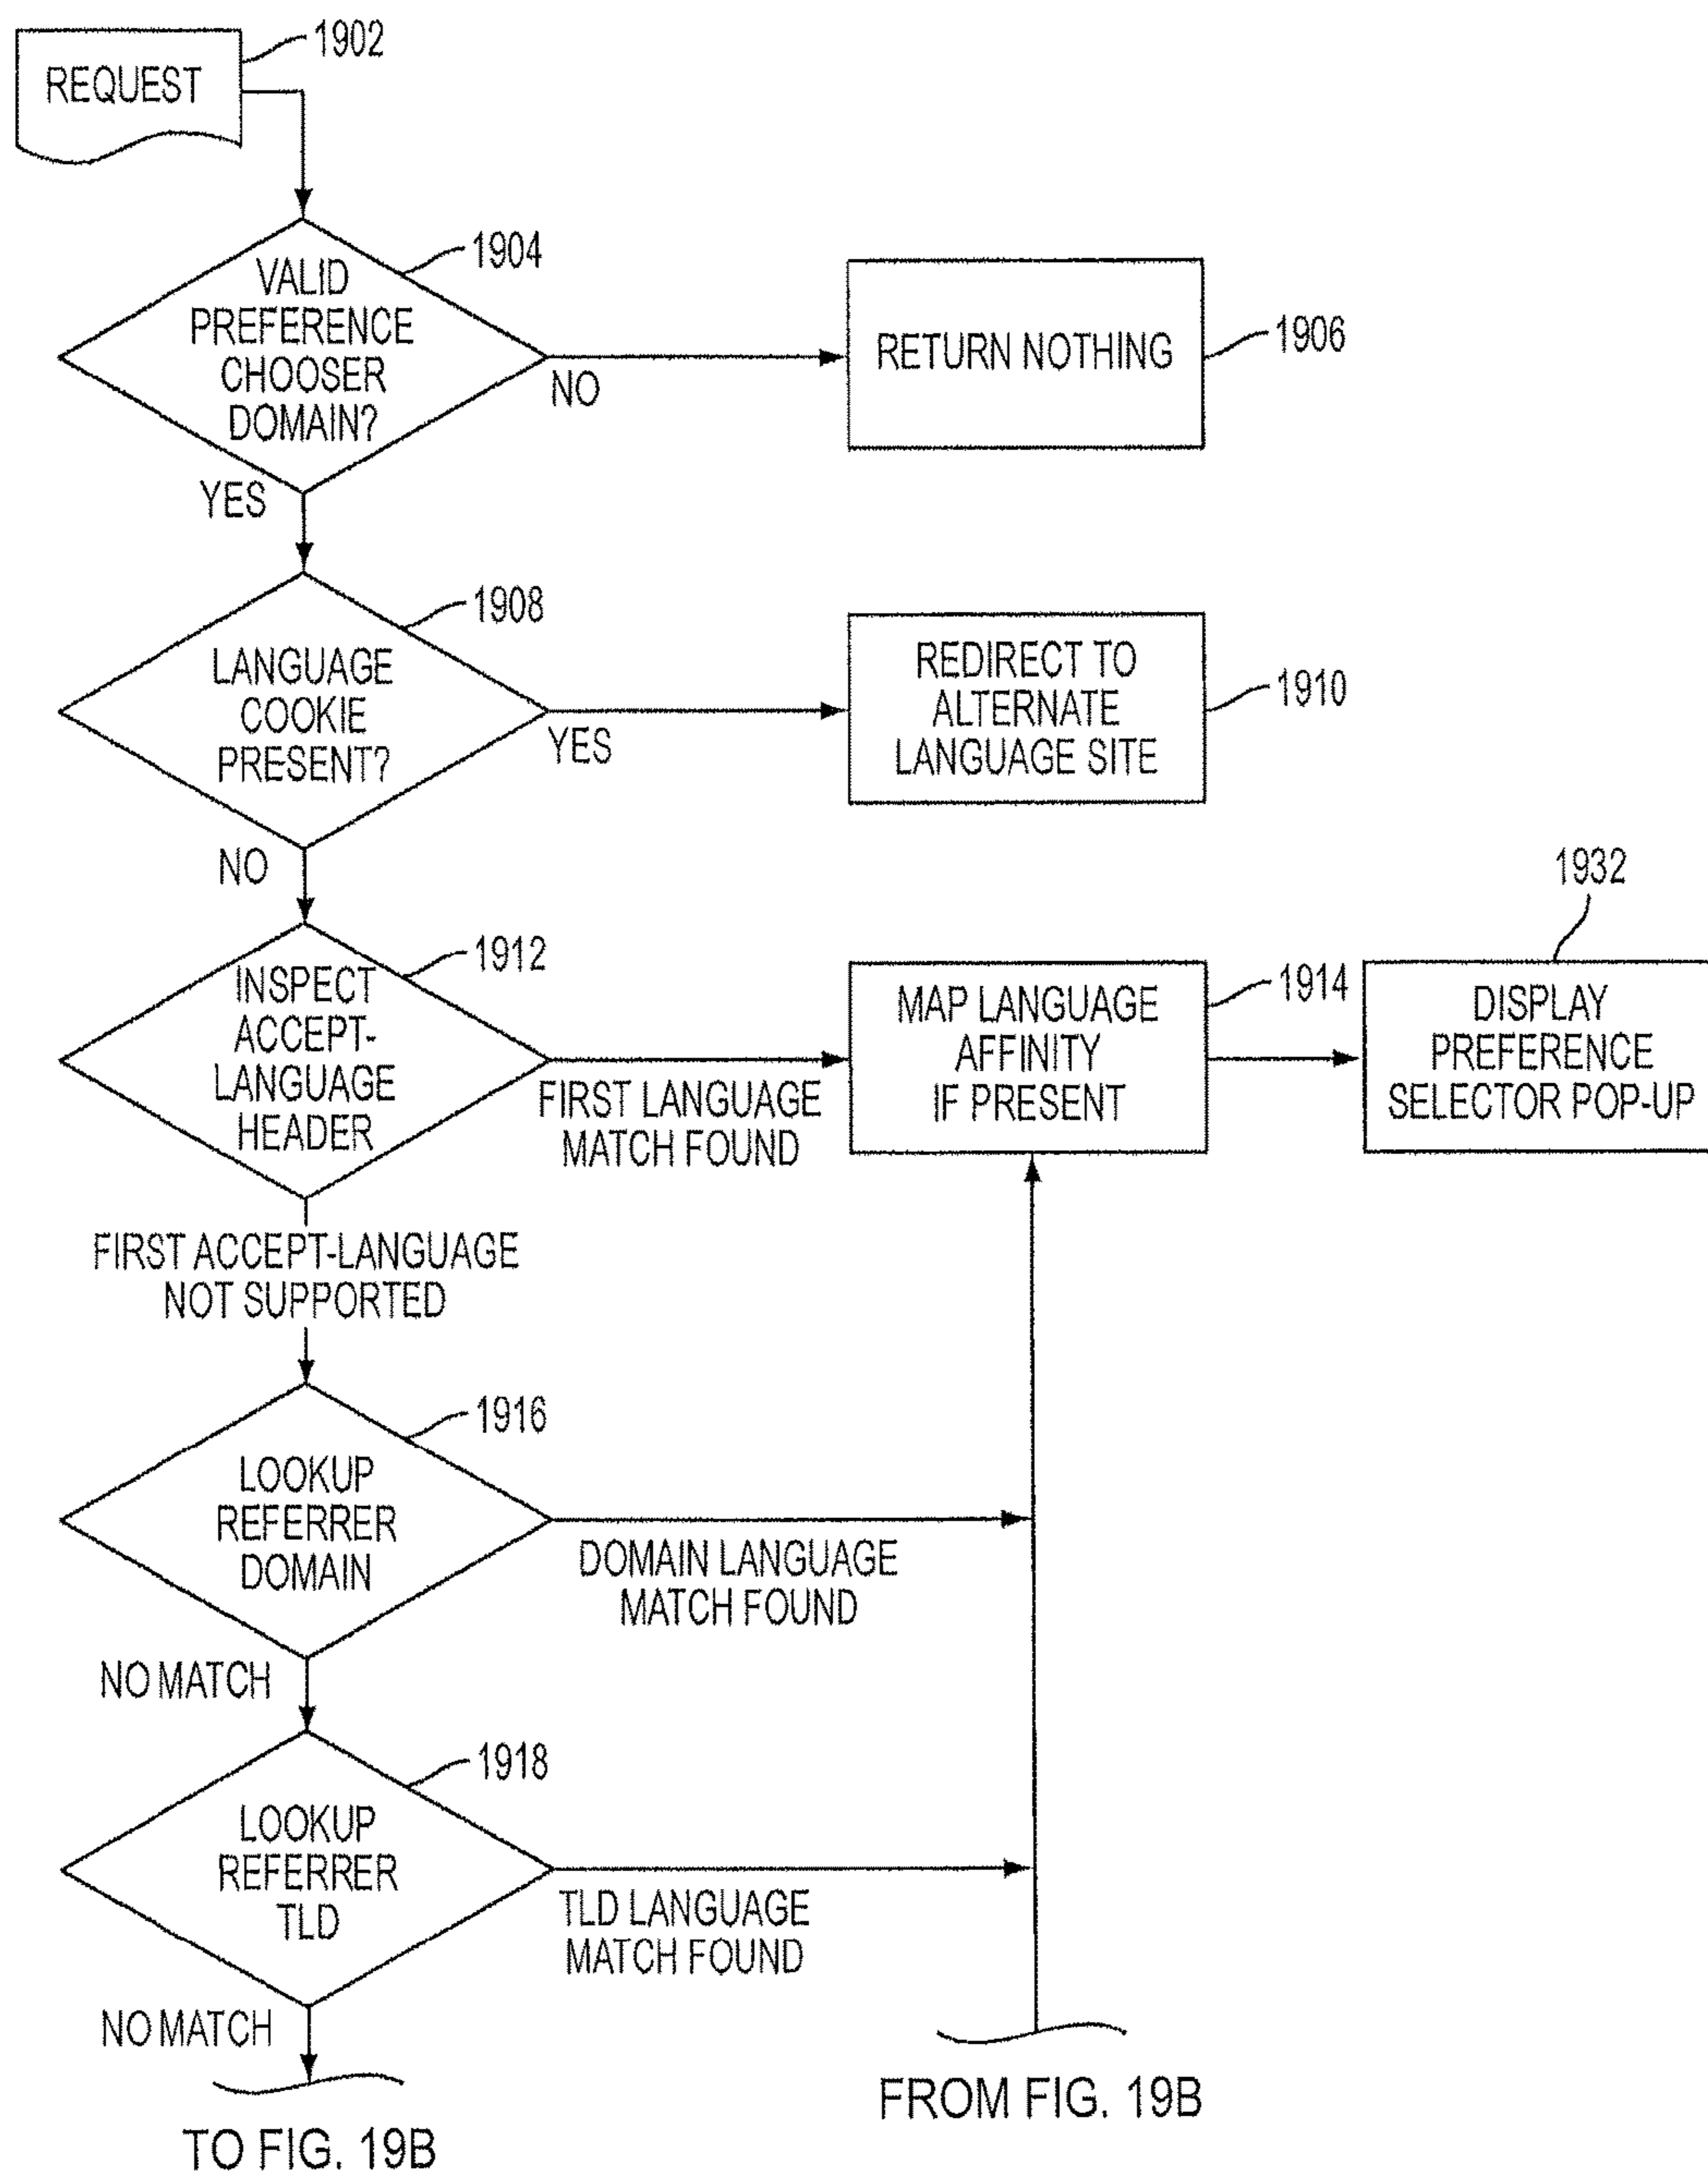 1902
REQUEST
1904
VALID
PREFERENCE
CHOOSER
DOMAIN?
NO
YES
RETURN NOTHING
1906
1908
LANGUAGE
COOKIE
PRESENT?
YES
NO
REDIRECT TO
ALTERNATE
LANGUAGE SITE
1910
1912
INSPECT
ACCEPT-
LANGUAGE
HEADER
FIRST LANGUAGE
MATCH FOUND
MAP LANGUAGE
AFFINITY
IF PRESENT
1914
1932
DISPLAY
PREFERENCE
SELECTOR POP-UP
FIRST ACCEPT-LANGUAGE
NOT SUPPORTED
1916
LOOKUP
REFERRER
DOMAIN
DOMAIN LANGUAGE
MATCH FOUND
NO MATCH
1918
LOOKUP
REFERRER
TLD
TLD LANGUAGE
MATCH FOUND
NO MATCH
TO FIG. 19B
FROM FIG. 19B